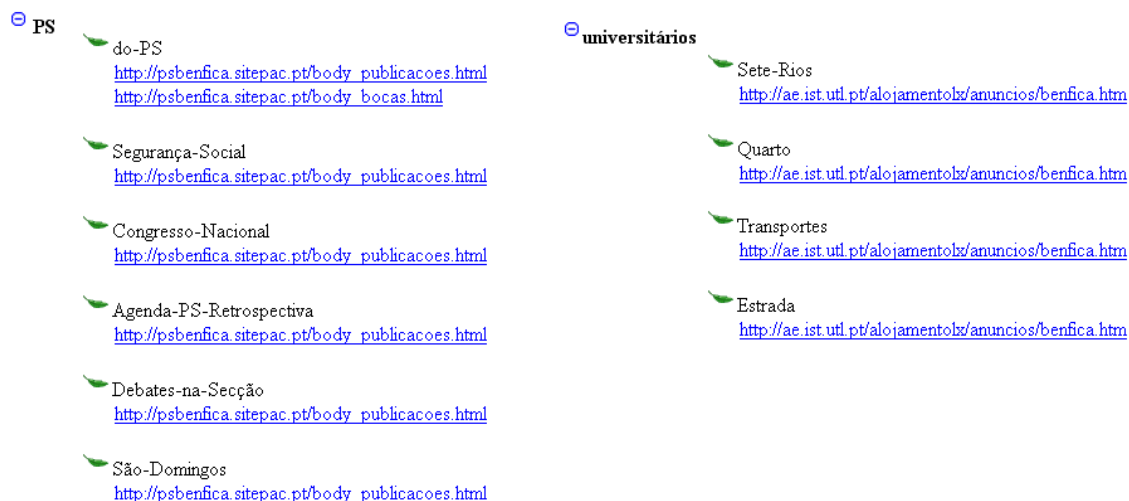 PS
do-PS
http://psbenfica.sitepac.pt/body_publicacoes.html
http://psbenfica.sitepac.pt/body_bocas.html
Segurança-Social
http://psbenfica.sitepac.pt/body_publicacoes.html
Congresso-Nacional
http://psbenfica.sitepac.pt/body_publicacoes.html
Agenda-PS-Retrospectiva
http://psbenfica.sitepac.pt/body_publicacoes.html
Debates-na-Secção
http://psbenfica.sitepac.pt/body_publicacoes.html
São-Domingos
http://psbenfica.sitepac.pt/body_publicacoes.html
universitários
Sete-Rios
http://ae.ist.utl.pt/alojamentolx/anuncios/benfica.htm
Quarto
http://ae.ist.utl.pt/alojamentolx/anuncios/benfica.htm
Transportes
http://ae.ist.utl.pt/alojamentolx/anuncios/benfica.htm
Estrada
http://ae.ist.utl.pt/alojamentolx/anuncios/benfica.htm